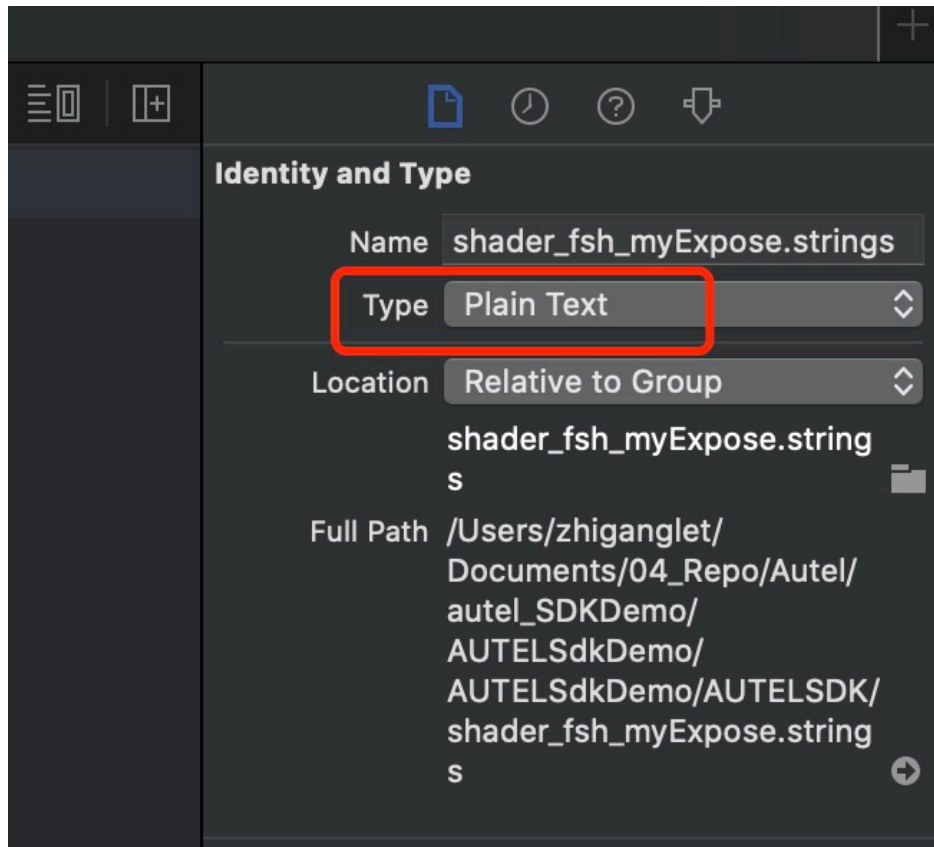 Identity and Type
Name shader_fsh_myExpose.strings
Type Plain Text
Location Relative to Group
shader_fsh_myExpose.string
s
Full Path /Users/zhiganglet/
Documents/04_Repo/Autel/
autel_SDKDemo/
AUTELSdkDemo/
AUTELSdkDemo/AUTELSDK/
shader_fsh_myExpose.string
s